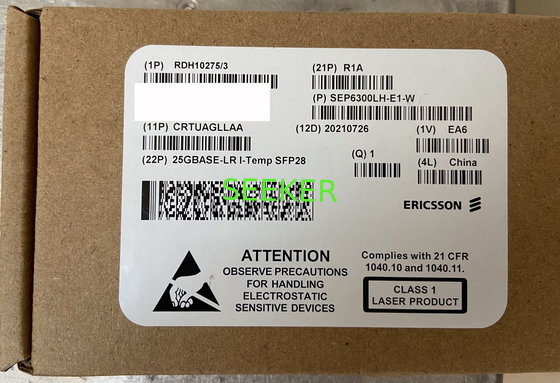 (1P) RDH10275/3
(21P) R1A
(P) SEP6300LH-E1-W
(11P) CRTUAGLLAA
(12D) 20210726
(1V) EA6
(22P) 25GBASE-LR I-Temp SFP28
(Q) 1
(4L) China
SEEKER
ERICSSON
ATTENTION
OBSERVE PRECAUTIONS
FOR HANDLING
ELECTROSTATIC
SENSITIVE DEVICES
Complies with 21 CFR
1040.10 and 1040.11.
CLASS 1
LASER PRODUCT